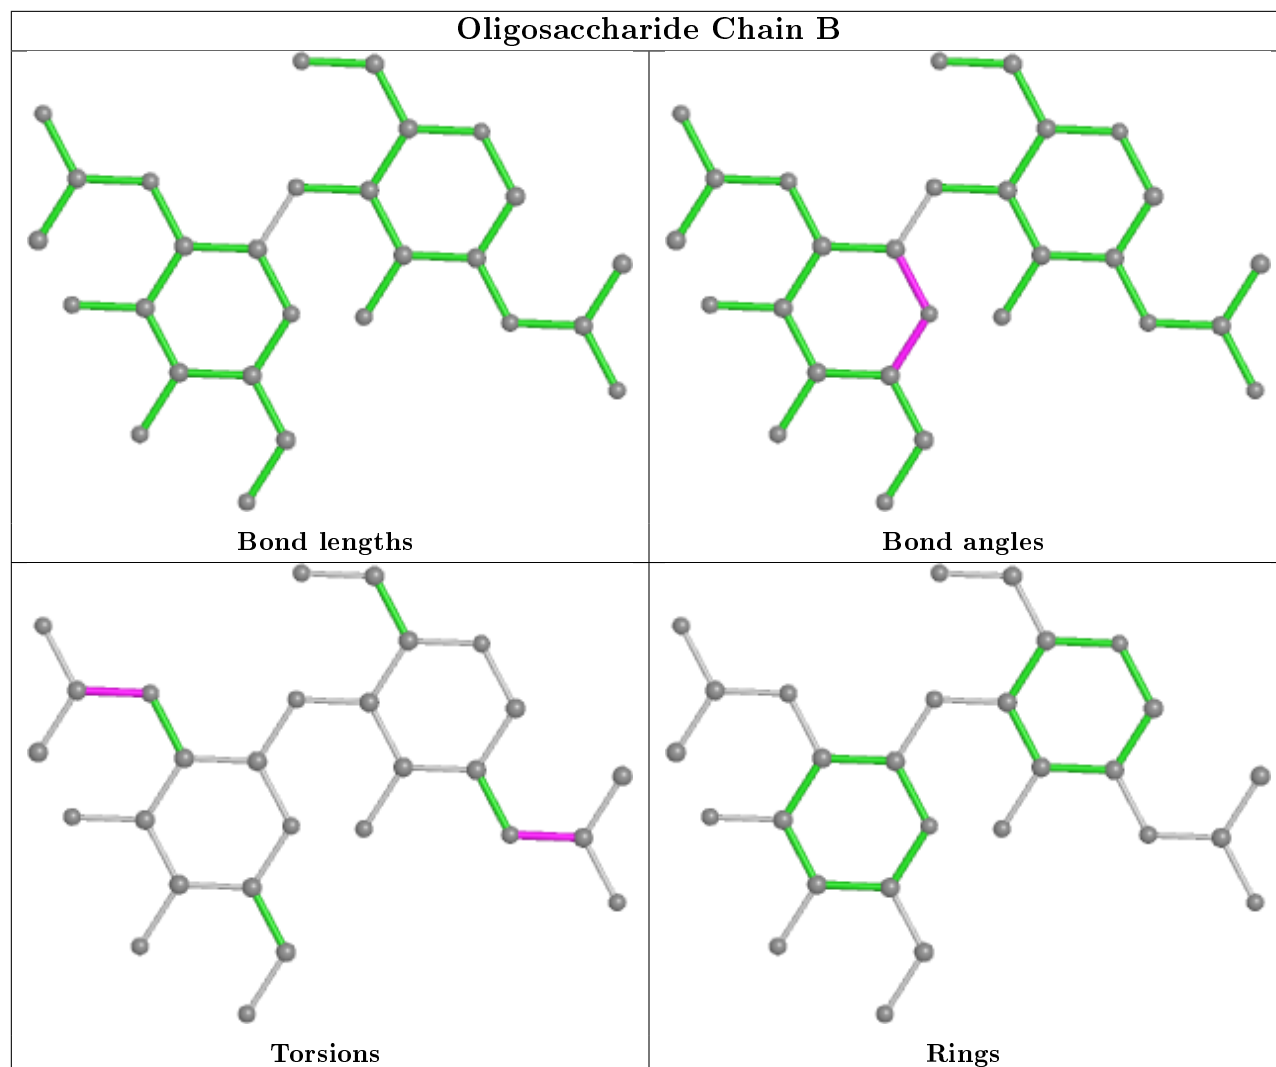 Oligosaccharide Chain B
Bond lengths
Bond angles
Torsions
Rings